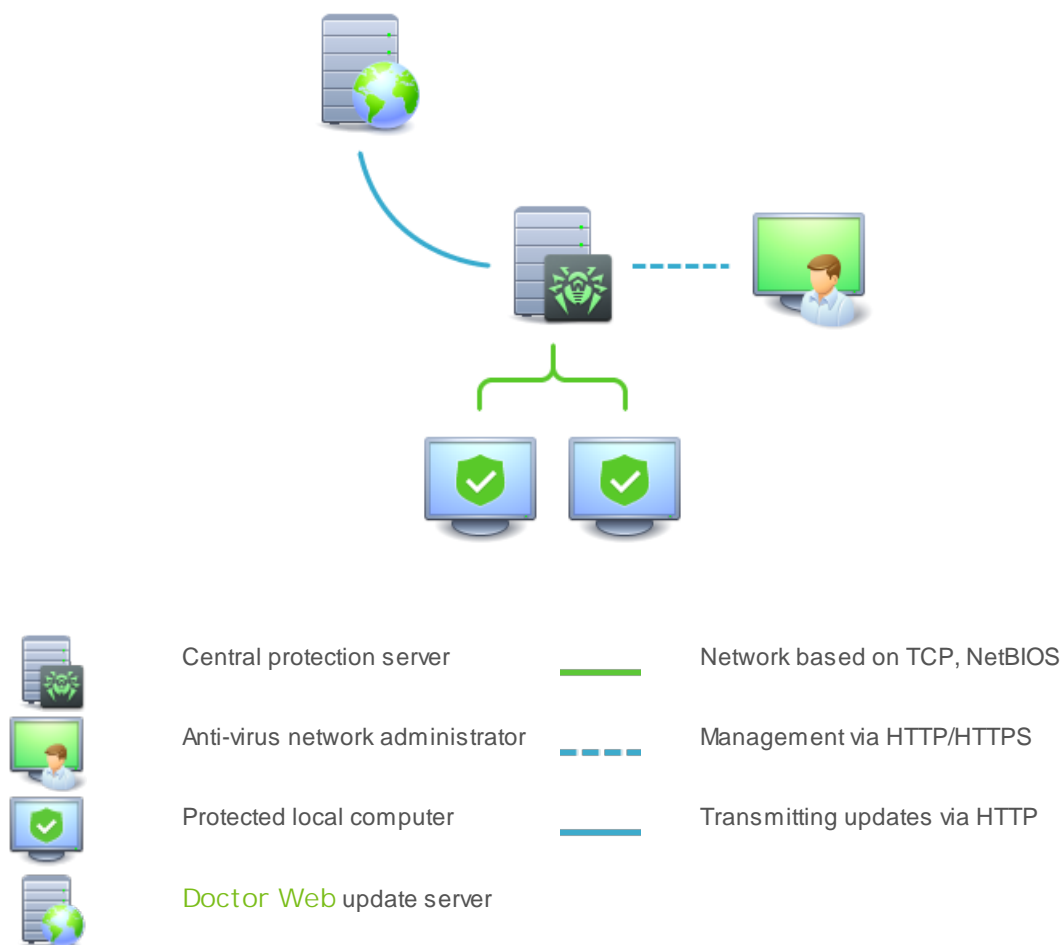 Central protection server
Network based on TCP, NetBIOS
Anti-virus network administrator
Management via HTTP/HTTPS
Protected local computer
Transmitting updates via HTTP
Doctor Web update server